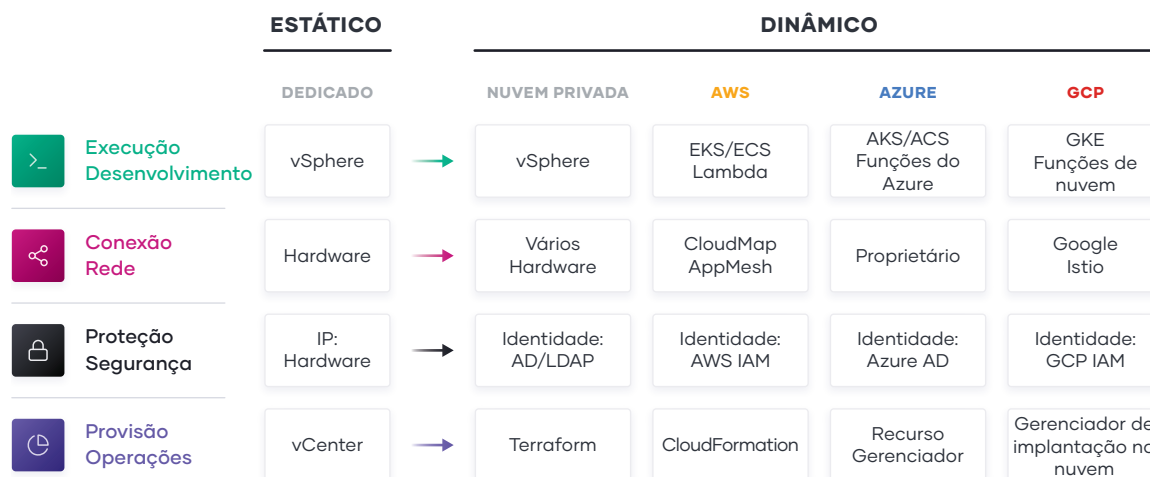 ESTÁTICO
DINÂMICO
DEDICADO
NUVEM PRIVADA
AWS
AZURE
GCP
Execução
Desenvolvimento
vSphere
vSphere
EKS/ECS
Lambda
AKS/ACS
Funções do
Azure
GKE
Funções de
nuvem
Conexão
Rede
Hardware
Vários
Hardware
CloudMap
AppMesh
Proprietário
Google
Istio
Proteção
Segurança
IP:
Hardware
Identidade:
AD/LDAP
Identidade:
AWS IAM
Identidade:
Azure AD
Identidade:
GCP IAM
Provisão
Operações
vCenter
Terraform
CloudFormation
Recurso
Gerenciador
Gerenciador de
implantação na
nuvem